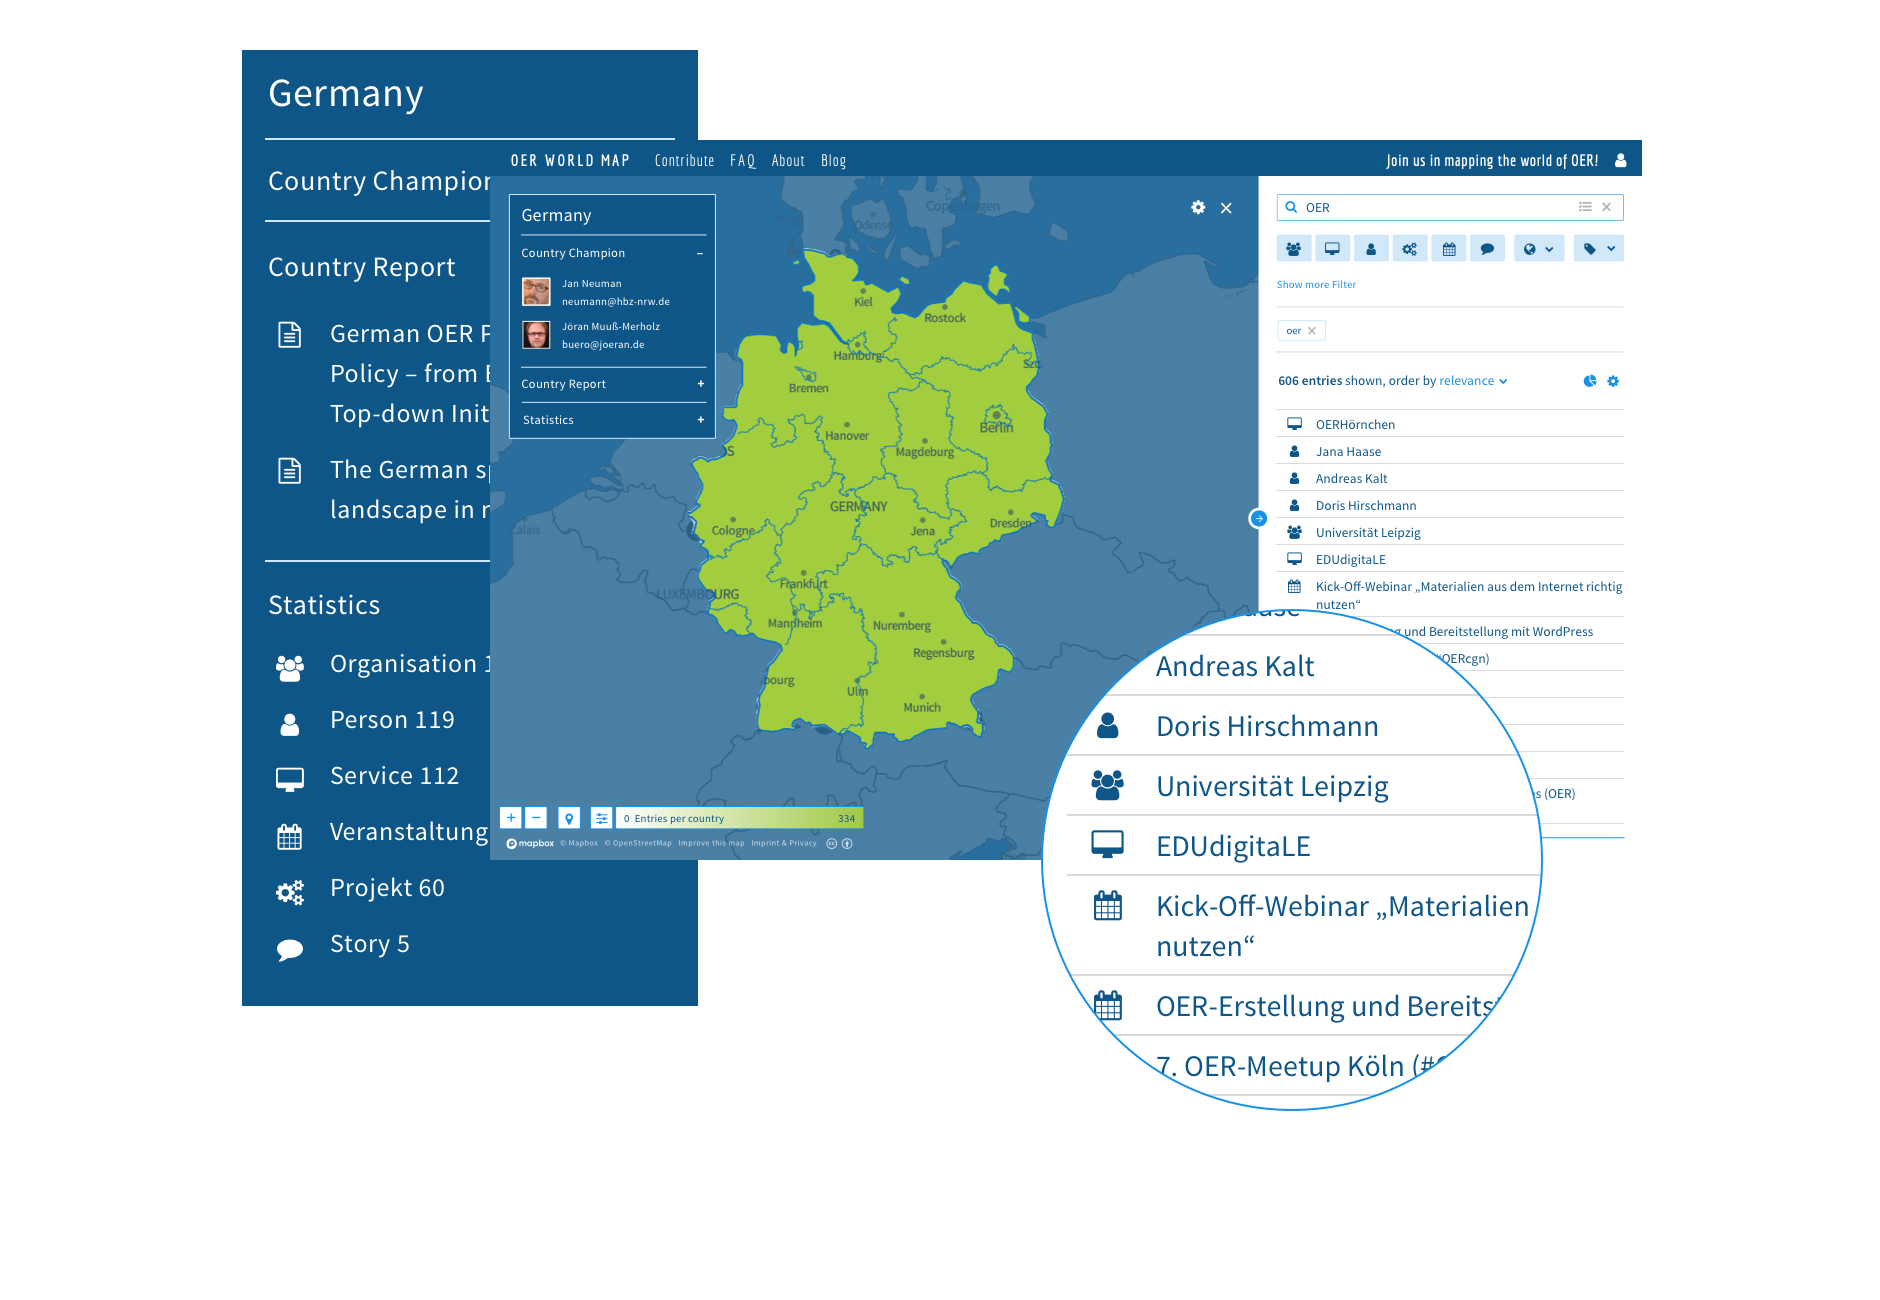 Germany
Country Champion
Country Report
German OER
Policy – from
Top-down
The German
landscape in
Statistics
Organisation
Person 119
Service 112
Veranstaltung
Projekt 60
Story 5
OER WORLD MAP Contribute FAQ About Blog
Join us in mapping the world of OER!
Germany
Country Champion –
Jan Neuman
neumann@hbz-nrw.de
Jöran Muuß-Merholz
buero@joeran.de
Country Report +
Statistics +
Copenhagen
Odense
Kiel
Rostock
Hamburg
Szc
Bremen
Berlin
Hanover
Magdeburg
DS
GERMANY
Cologne
Jena
Dresden
Calais
Frankfurt
LUXEMBOURG
Mannheim
Nuremberg
Regensburg
bourg
Ulm
Munich
+ –
0 Entries per country 334
mapbox © Mapbox © OpenStreetMap Improve this map Imprint & Privacy
OER
Show more Filter
oer
606 entries shown, order by relevance
OERHörnchen
Jana Haase
Andreas Kalt
Doris Hirschmann
Universität Leipzig
EDUdigitaLE
Kick-Off-Webinar „Materialien aus dem Internet richtig
nutzen“
g und Bereitstellung mit WordPress
OERcgn)
s (OER)
Andreas Kalt
Doris Hirschmann
Universität Leipzig
EDUdigitaLE
Kick-Off-Webinar „Materialien
nutzen“
OER-Erstellung und Bereits
7. OER-Meetup Köln (#